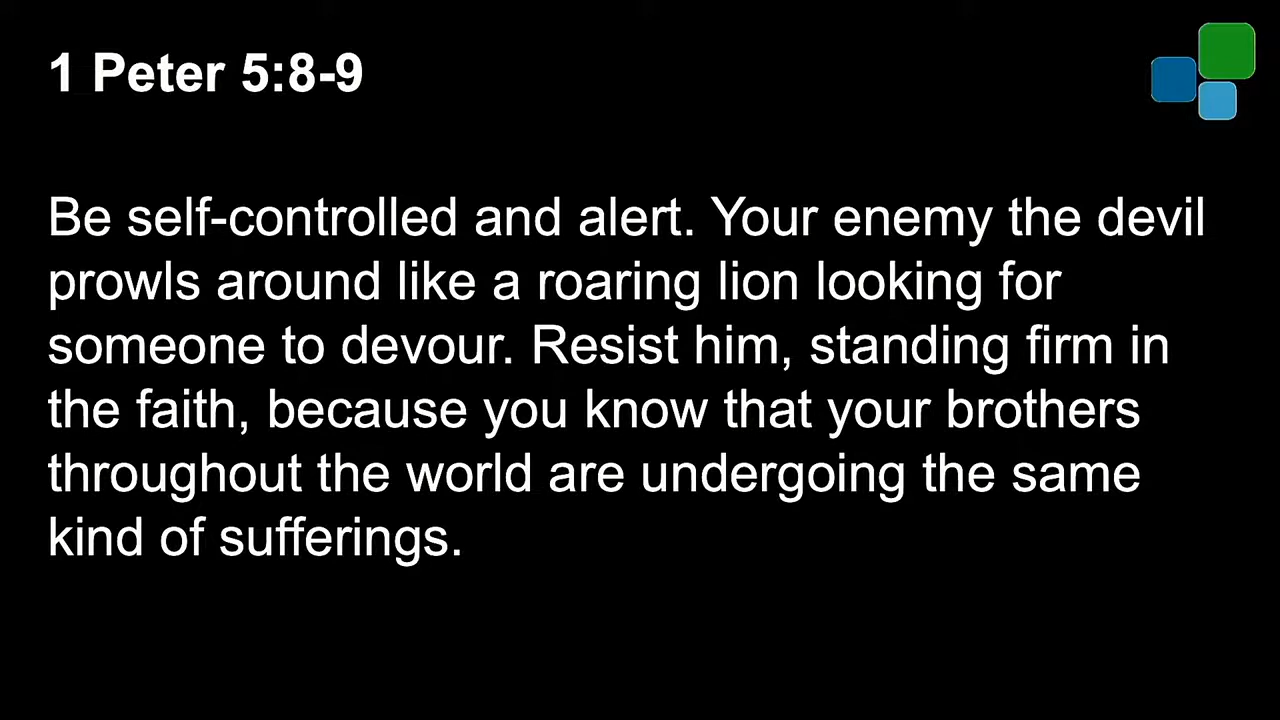 1 Peter 5:8-9
Be self-controlled and alert. Your enemy the devil
prowls around like a roaring lion looking for
someone to devour. Resist him, standing firm in
the faith, because you know that your brothers
throughout the world are undergoing the same
kind of sufferings.